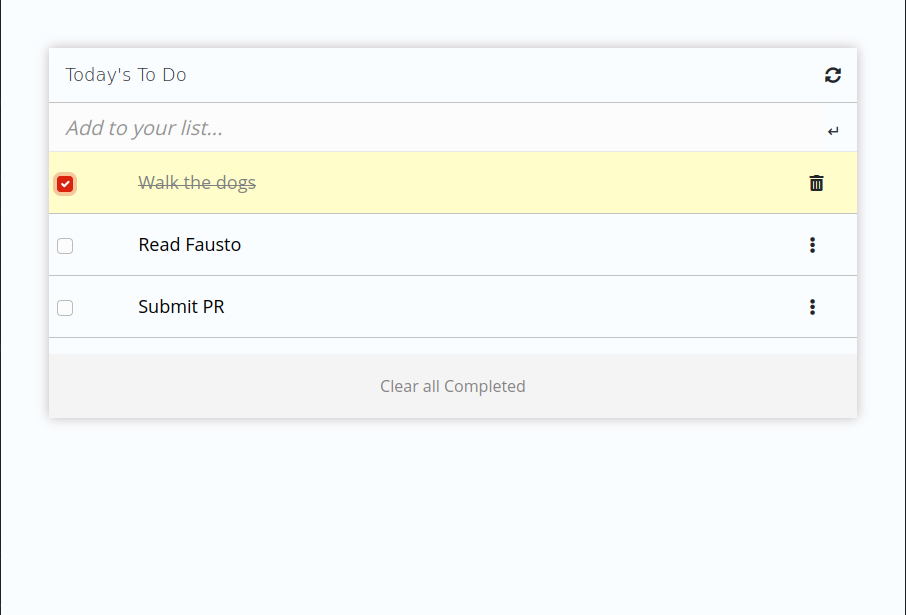 Today's To Do
Add to your list...
Walk the dogs
Read Fausto
Submit PR
Clear all Completed